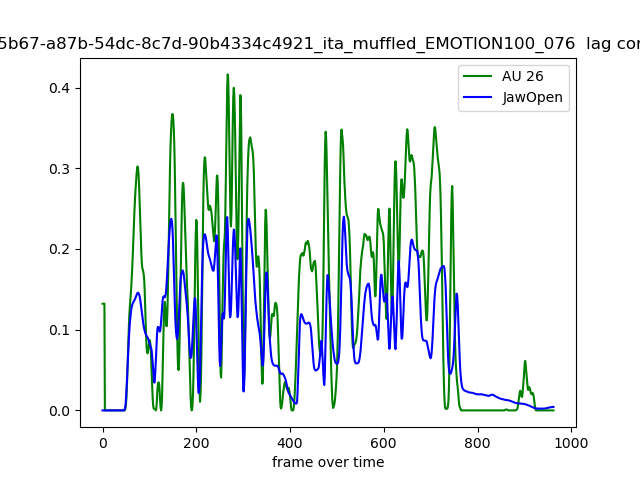 5b67-a87b-54dc-8c7d-90b4334c4921_ita_muffled_EMOTION100_076 lag
AU 26
JawOpen
0.4
0.3
0.2
0.1
0.0
0 200 400 600 800 1000
frame over time